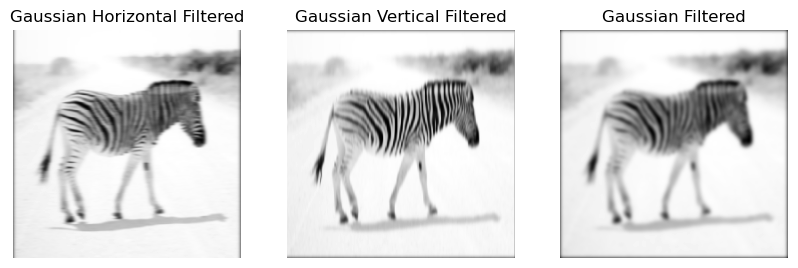 Gaussian Horizontal Filtered
Gaussian Vertical Filtered
Gaussian Filtered